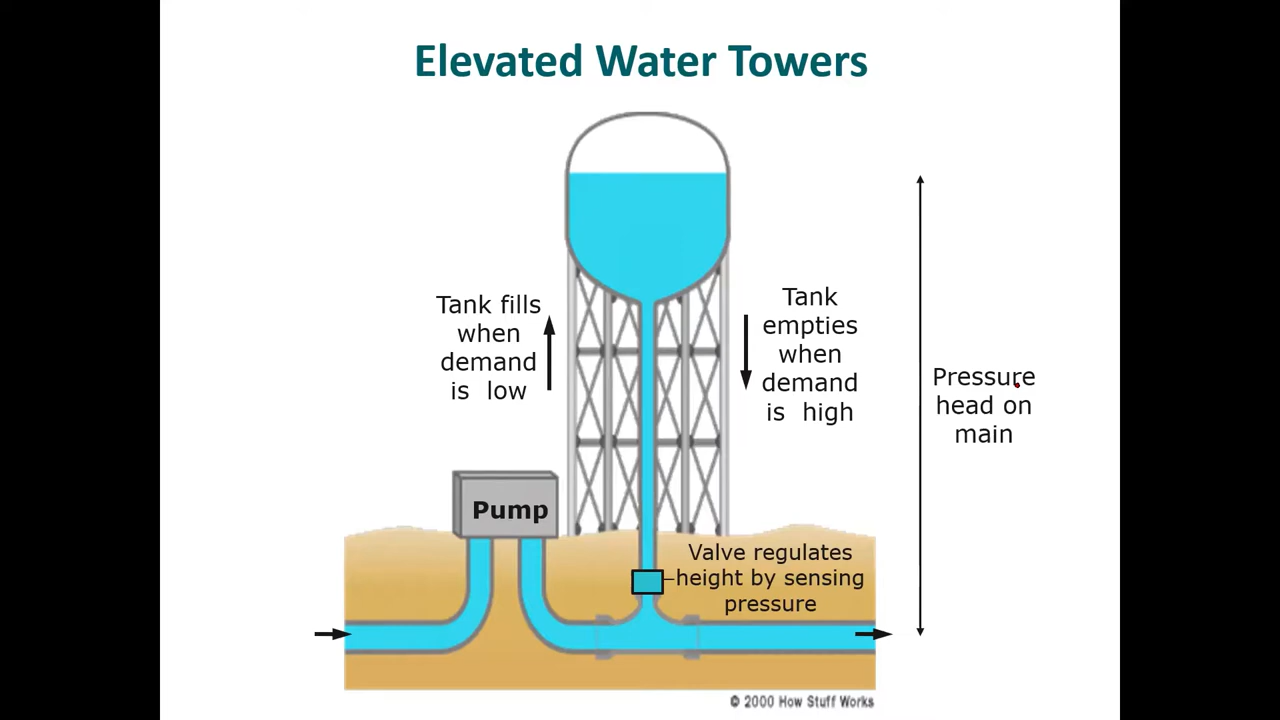 Elevated Water Towers
Tank fills
when
demand
is low
Tank
empties
when
demand
is high
Pressure
head on
main
Pump
Valve regulates
height by sensing
pressure
© 2000 How Stuff Works